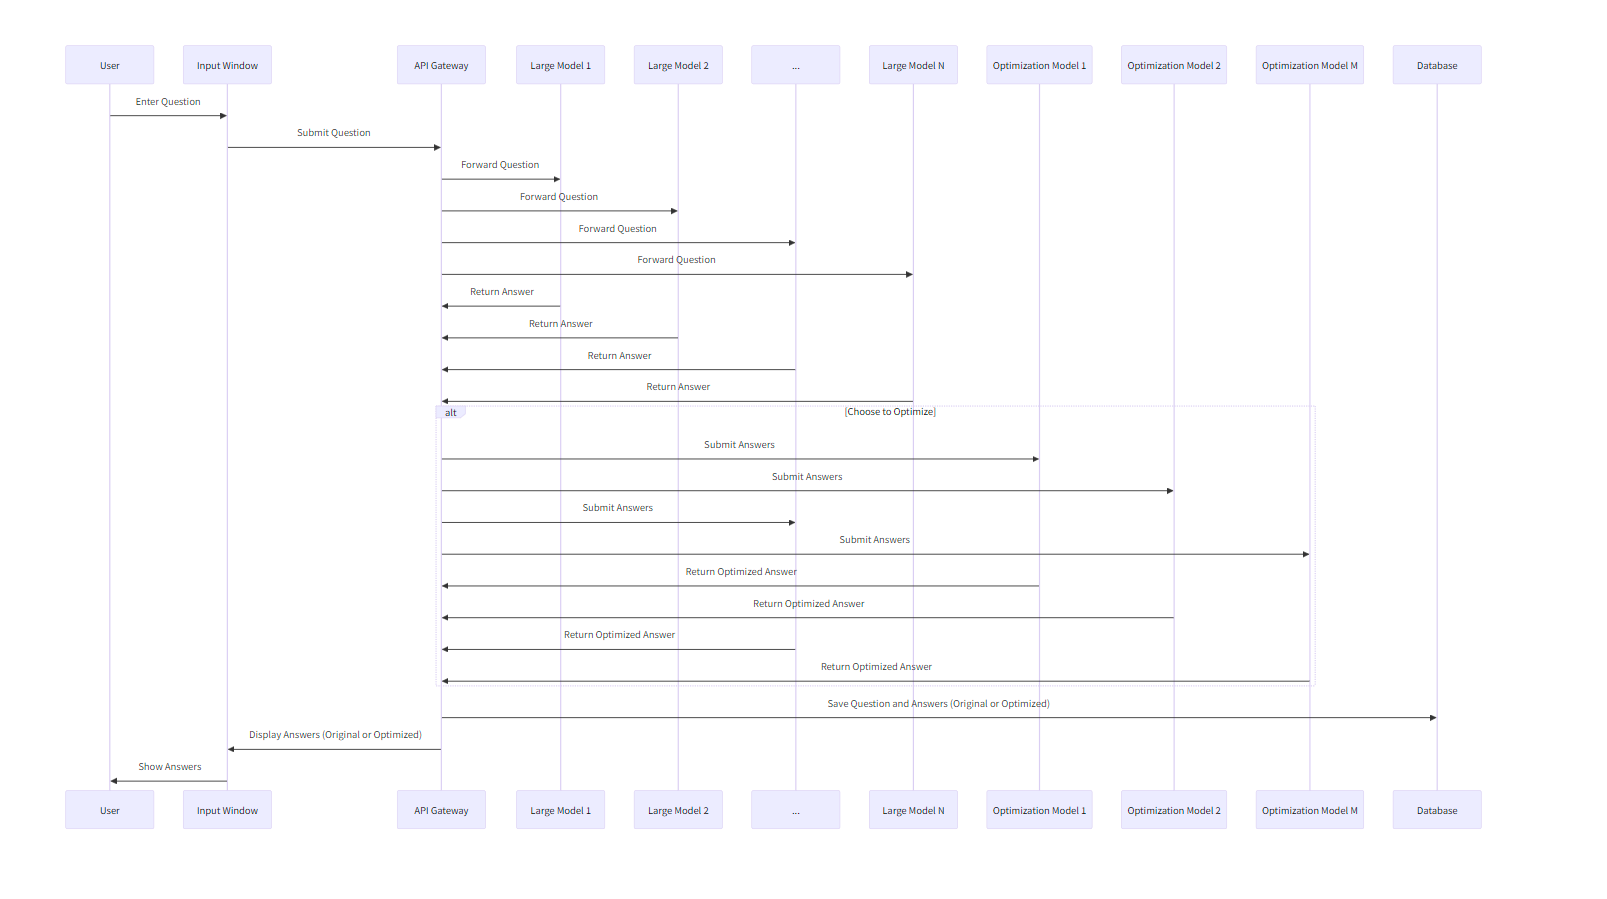 User
Input Window
API Gateway
Large Model 1
Large Model 2
...
Large Model N
Optimization Model 1
Optimization Model 2
Optimization Model M
Database
Enter Question
Submit Question
Forward Question
Forward Question
Forward Question
Forward Question
Return Answer
Return Answer
Return Answer
Return Answer
alt
[Choose to Optimize]
Submit Answers
Submit Answers
Submit Answers
Submit Answers
Return Optimized Answer
Return Optimized Answer
Return Optimized Answer
Return Optimized Answer
Save Question and Answers (Original or Optimized)
Display Answers (Original or Optimized)
Show Answers
User
Input Window
API Gateway
Large Model 1
Large Model 2
...
Large Model N
Optimization Model 1
Optimization Model 2
Optimization Model M
Database